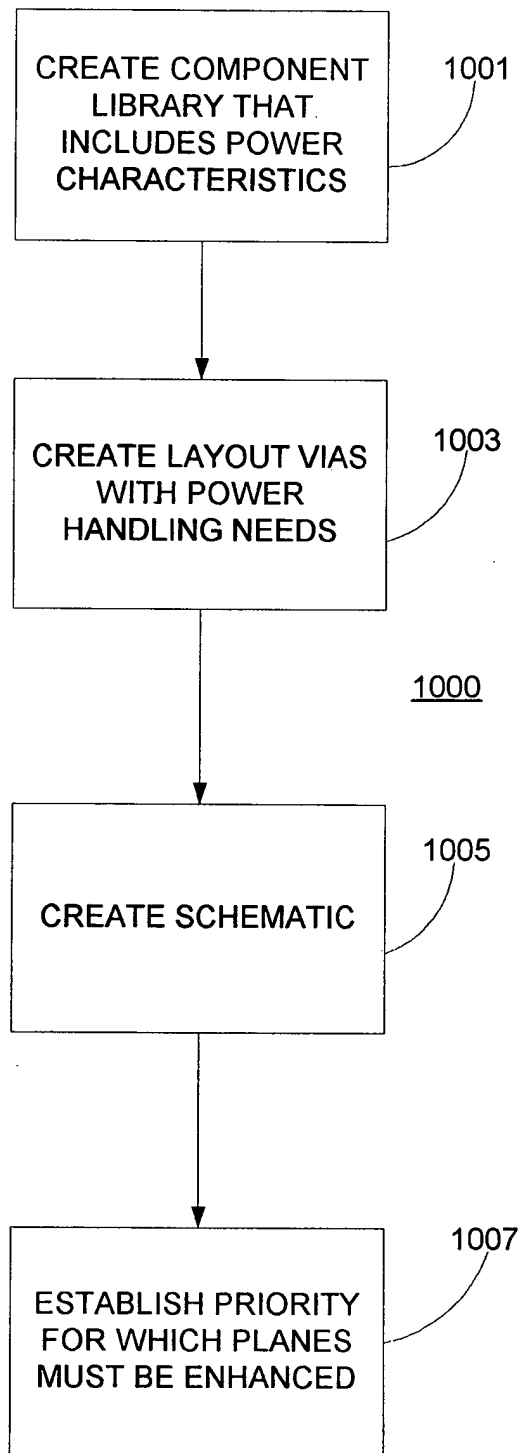 CREATE COMPONENT
LIBRARY THAT
INCLUDES POWER
CHARACTERISTICS
1001
CREATE LAYOUT VIAS
WITH POWER
HANDLING NEEDS
1003
1000
CREATE SCHEMATIC
1005
ESTABLISH PRIORITY
FOR WHICH PLANES
MUST BE ENHANCED
1007